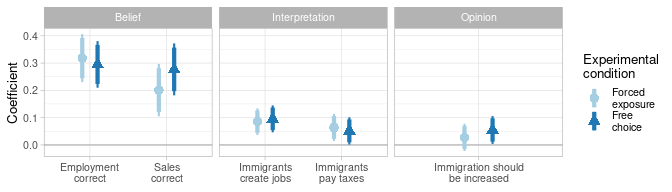 Belief
Interpretation
Opinion
Coefficient
0.4
0.3
0.2
0.1
0.0
Employment
correct
Sales
correct
Immigrants
create jobs
Immigrants
pay taxes
Immigration should
be increased
Experimental
condition
Forced
exposure
Free
choice